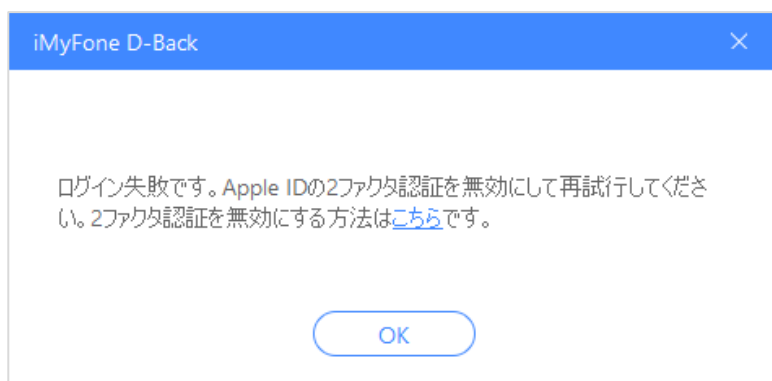 iMyFone D-Back
ログイン失敗です。Apple IDの2ファクタ認証を無効にして再試行してくださ
い。2ファクタ認証を無効にする方法はこちらです。
OK